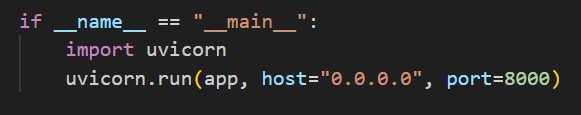 if __name__ == "__main__":
    import uvicorn
    uvicorn.run(app, host="0.0.0.0", port=8000)